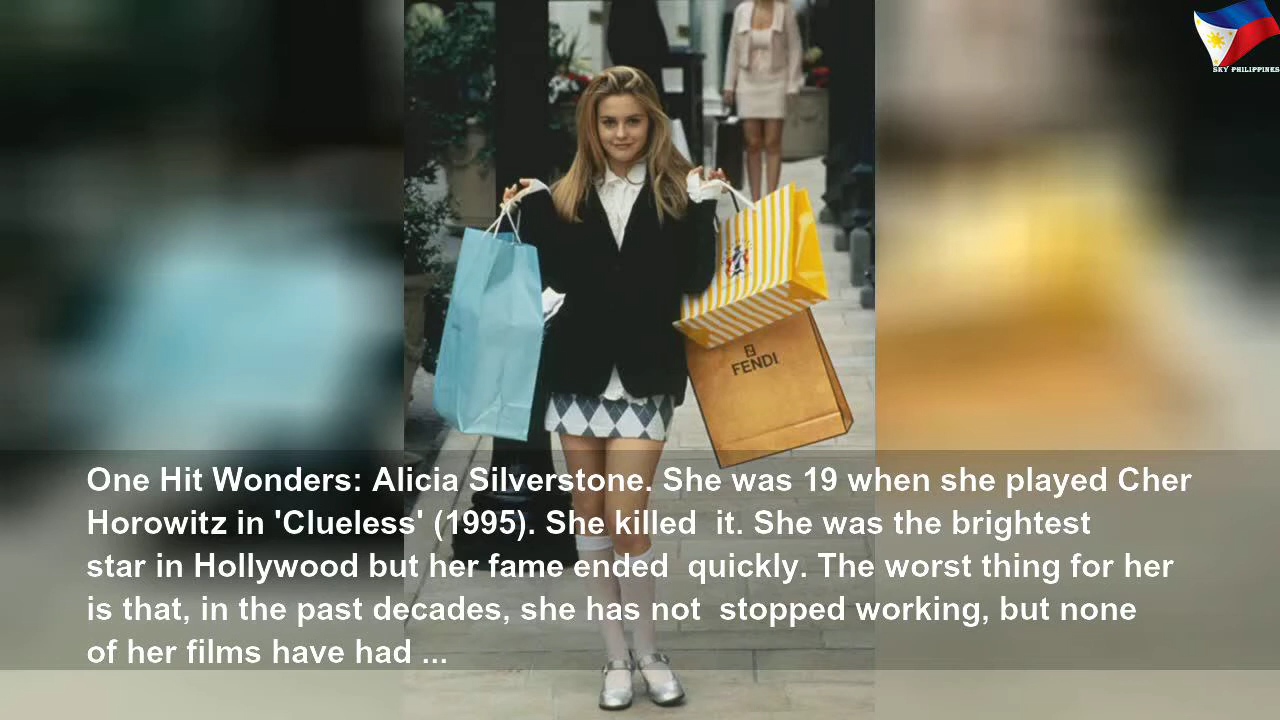 SKY PHILIPPINES
FENDI
One Hit Wonders: Alicia Silverstone. She was 19 when she played Cher
Horowitz in 'Clueless' (1995). She killed  it. She was the brightest
star in Hollywood but her fame ended  quickly. The worst thing for her
is that, in the past decades, she has not  stopped working, but none
of her films have had ...